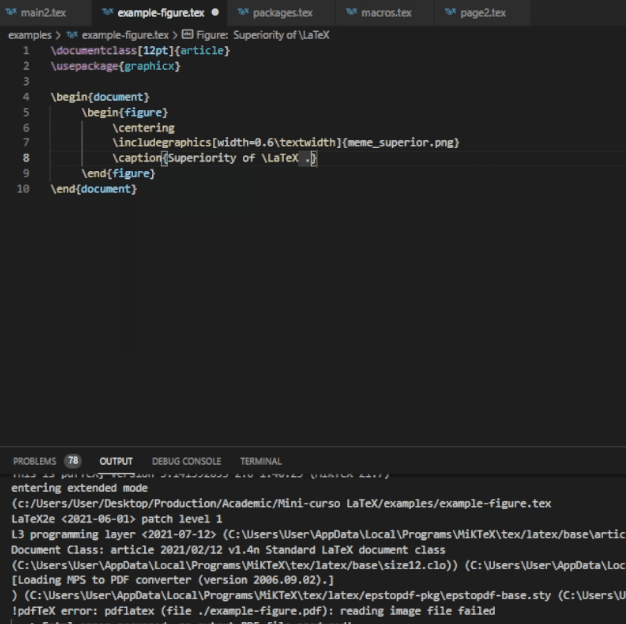 main2.tex example-figure.tex packages.tex macros.tex page2.tex
examples > example-figure.tex > Figure: Superiority of \LaTeX
1 \documentclass[12pt]{article}
2 \usepackage{graphicx}
3
4 \begin{document}
5 \begin{figure}
6 \centering
7 \includegraphics[width=0.6\textwidth]{meme_superior.png}
8 \caption{Superiority of \LaTeX .}
9 \end{figure}
10 \end{document}
PROBLEMS 78 OUTPUT DEBUG CONSOLE TERMINAL
entering extended mode
(c:/Users/User/Desktop/Production/Academic/Mini-curso LaTeX/examples/example-figure.tex
LaTeX2e <2021-06-01> patch level 1
L3 programming layer <2021-07-12> (C:\Users\User\AppData\Local\Programs\MiKTeX\tex/latex/base\artic
Document Class: article 2021/02/12 v1.4n Standard LaTeX document class
(C:\Users\User\AppData\Local\Programs\MiKTeX\tex/latex/base\size12.clo)) (C:\Users\User\AppData\Loc
[Loading MPS to PDF converter (version 2006.09.02).]
) (C:\Users\User\AppData\Local\Programs\MiKTeX\tex/latex/epstopdf-pkg\epstopdf-base.sty (C:\Users\U
!pdfTeX error: pdflatex (file ./example-figure.pdf): reading image file failed